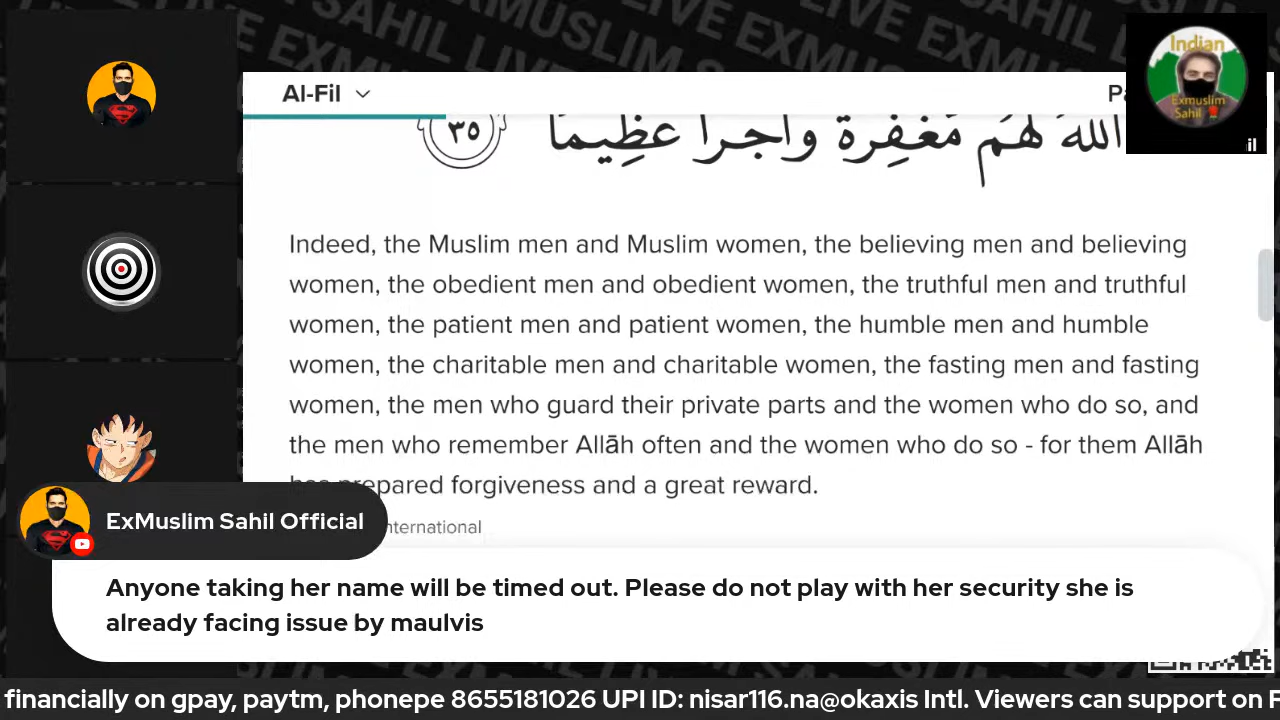 Al-Fil
Indian
Exmuslim
Sahil
il
ٱللَّهُ لَهُم مَّغْفِرَةً وَأَجْرًا عَظِيمًا ٣٥
Indeed, the Muslim men and Muslim women, the believing men and believing
women, the obedient men and obedient women, the truthful men and truthful
women, the patient men and patient women, the humble men and humble
women, the charitable men and charitable women, the fasting men and fasting
women, the men who guard their private parts and the women who do so, and
the men who remember Allāh often and the women who do so - for them Allāh
prepared forgiveness and a great reward.
ExMuslim Sahil Official
Anyone taking her name will be timed out. Please do not play with her security she is
already facing issue by maulvis
financially on gpay, paytm, phonepe 8655181026 UPI ID: nisar116.na@okaxis Intl. Viewers can support on